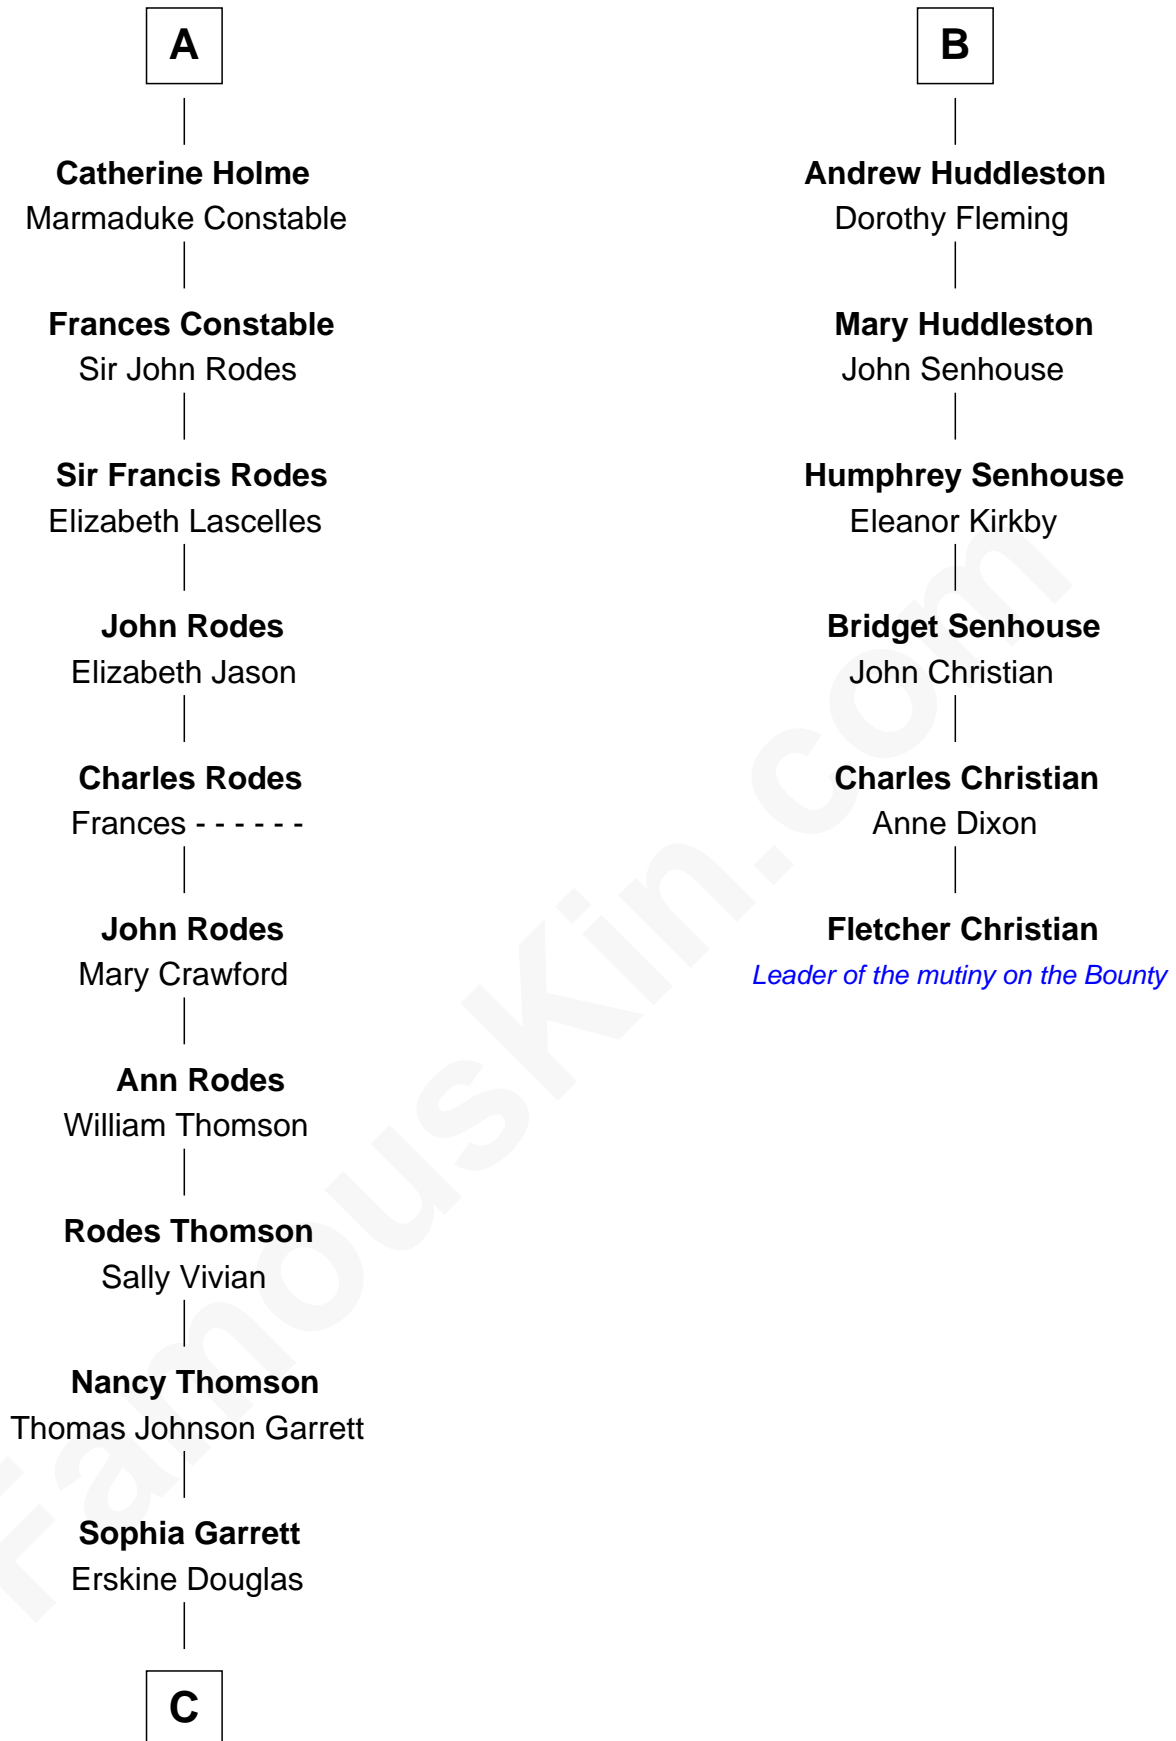 A
Catherine Holme
Marmaduke Constable
Frances Constable
Sir John Rodes
Sir Francis Rodes
Elizabeth Lascelles
John Rodes
Elizabeth Jason
Charles Rodes
Frances - - - - - -
John Rodes
Mary Crawford
Ann Rodes
William Thomson
Rodes Thomson
Sally Vivian
Nancy Thomson
Thomas Johnson Garrett
Sophia Garrett
Erskine Douglas
C
B
Andrew Huddleston
Dorothy Fleming
Mary Huddleston
John Senhouse
Humphrey Senhouse
Eleanor Kirkby
Bridget Senhouse
John Christian
Charles Christian
Anne Dixon
Fletcher Christian
Leader of the mutiny on the Bounty
FamousKin.com